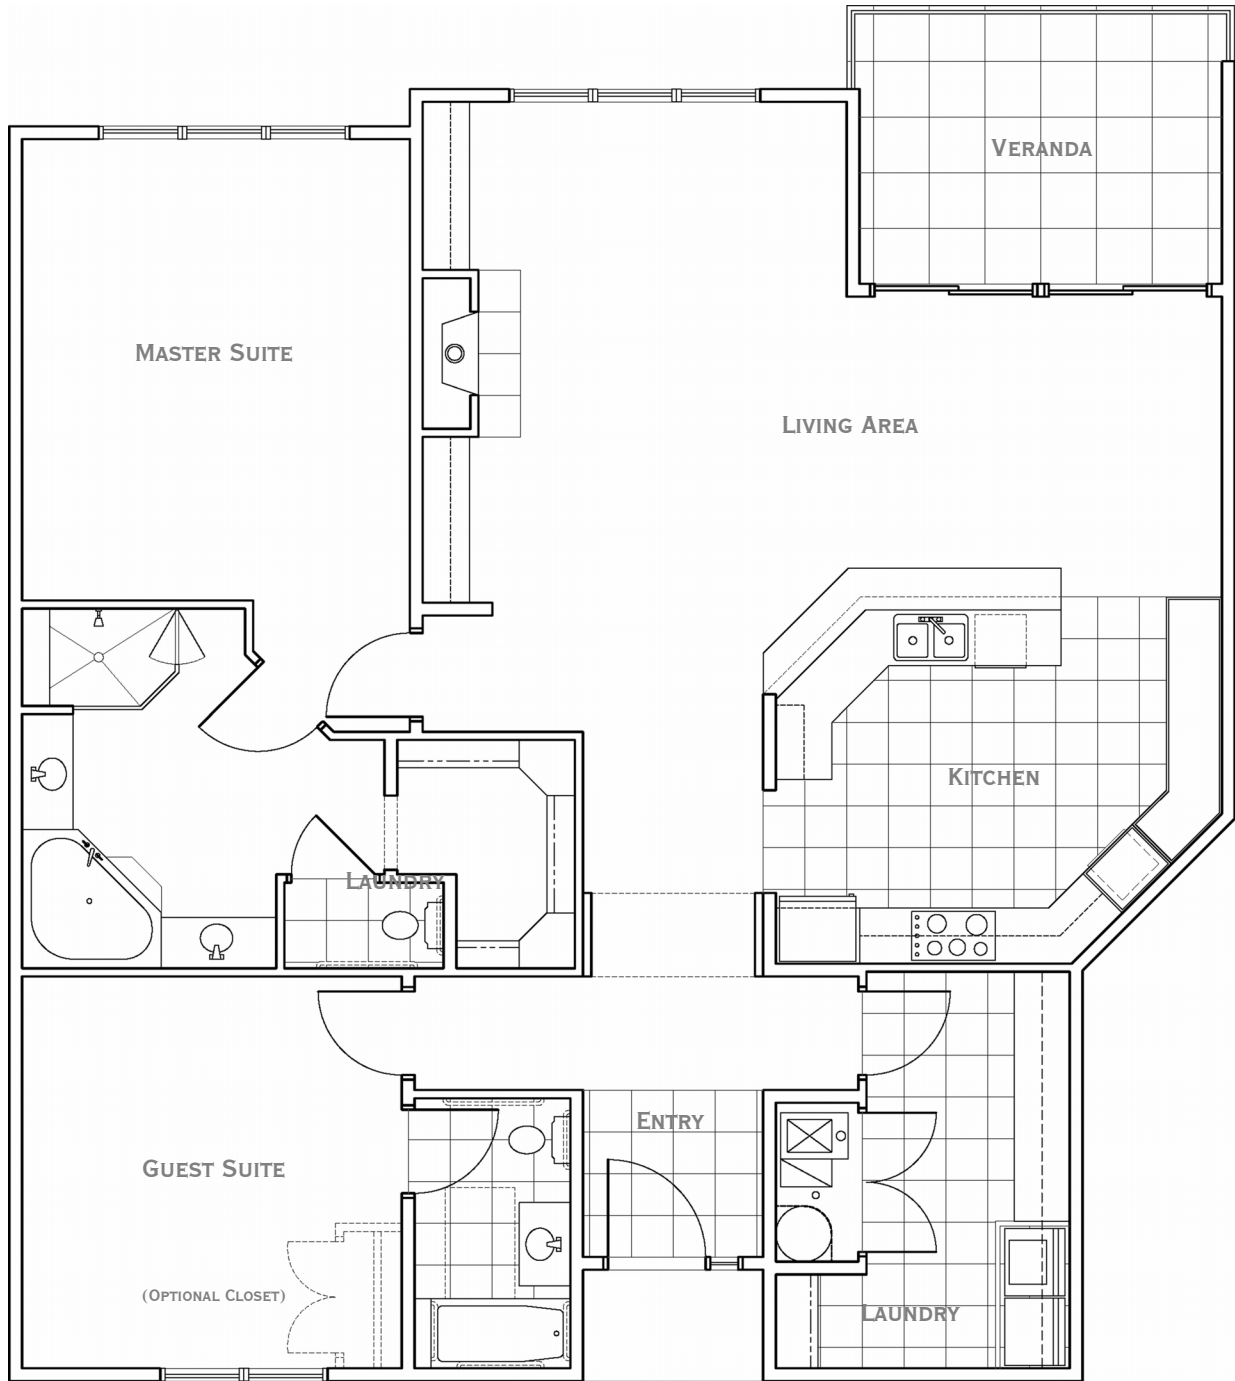 Veranda
Master Suite
Living Area
Kitchen
Laundry
Entry
Guest Suite
(Optional Closet)
Laundry